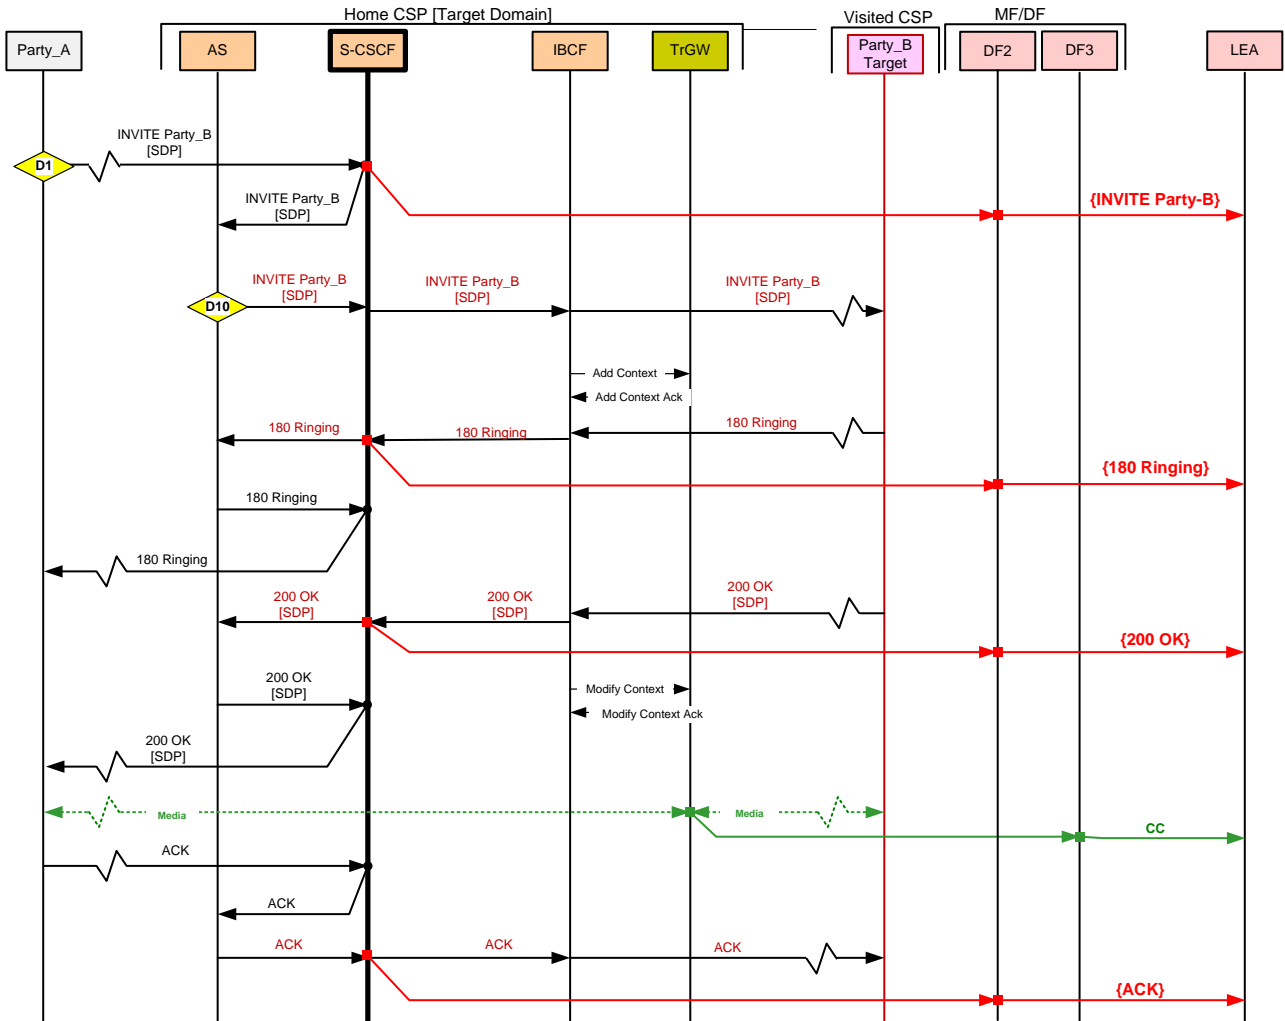 Home CSP [Target Domain]
Visited CSP
MF/DF
Party_A
AS
S-CSCF
IBCF
TrGW
Party_B
Target
DF2
DF3
LEA
INVITE Party_B
[SDP]
D1
INVITE Party_B
[SDP]
{INVITE Party-B}
INVITE Party_B
[SDP]
INVITE Party_B
[SDP]
INVITE Party_B
[SDP]
D10
Add Context
Add Context Ack
180 Ringing
180 Ringing
180 Ringing
{180 Ringing}
180 Ringing
180 Ringing
200 OK
[SDP]
200 OK
[SDP]
200 OK
[SDP]
{200 OK}
200 OK
[SDP]
Modify Context
Modify Context Ack
200 OK
[SDP]
Media
Media
CC
ACK
ACK
ACK
ACK
ACK
{ACK}